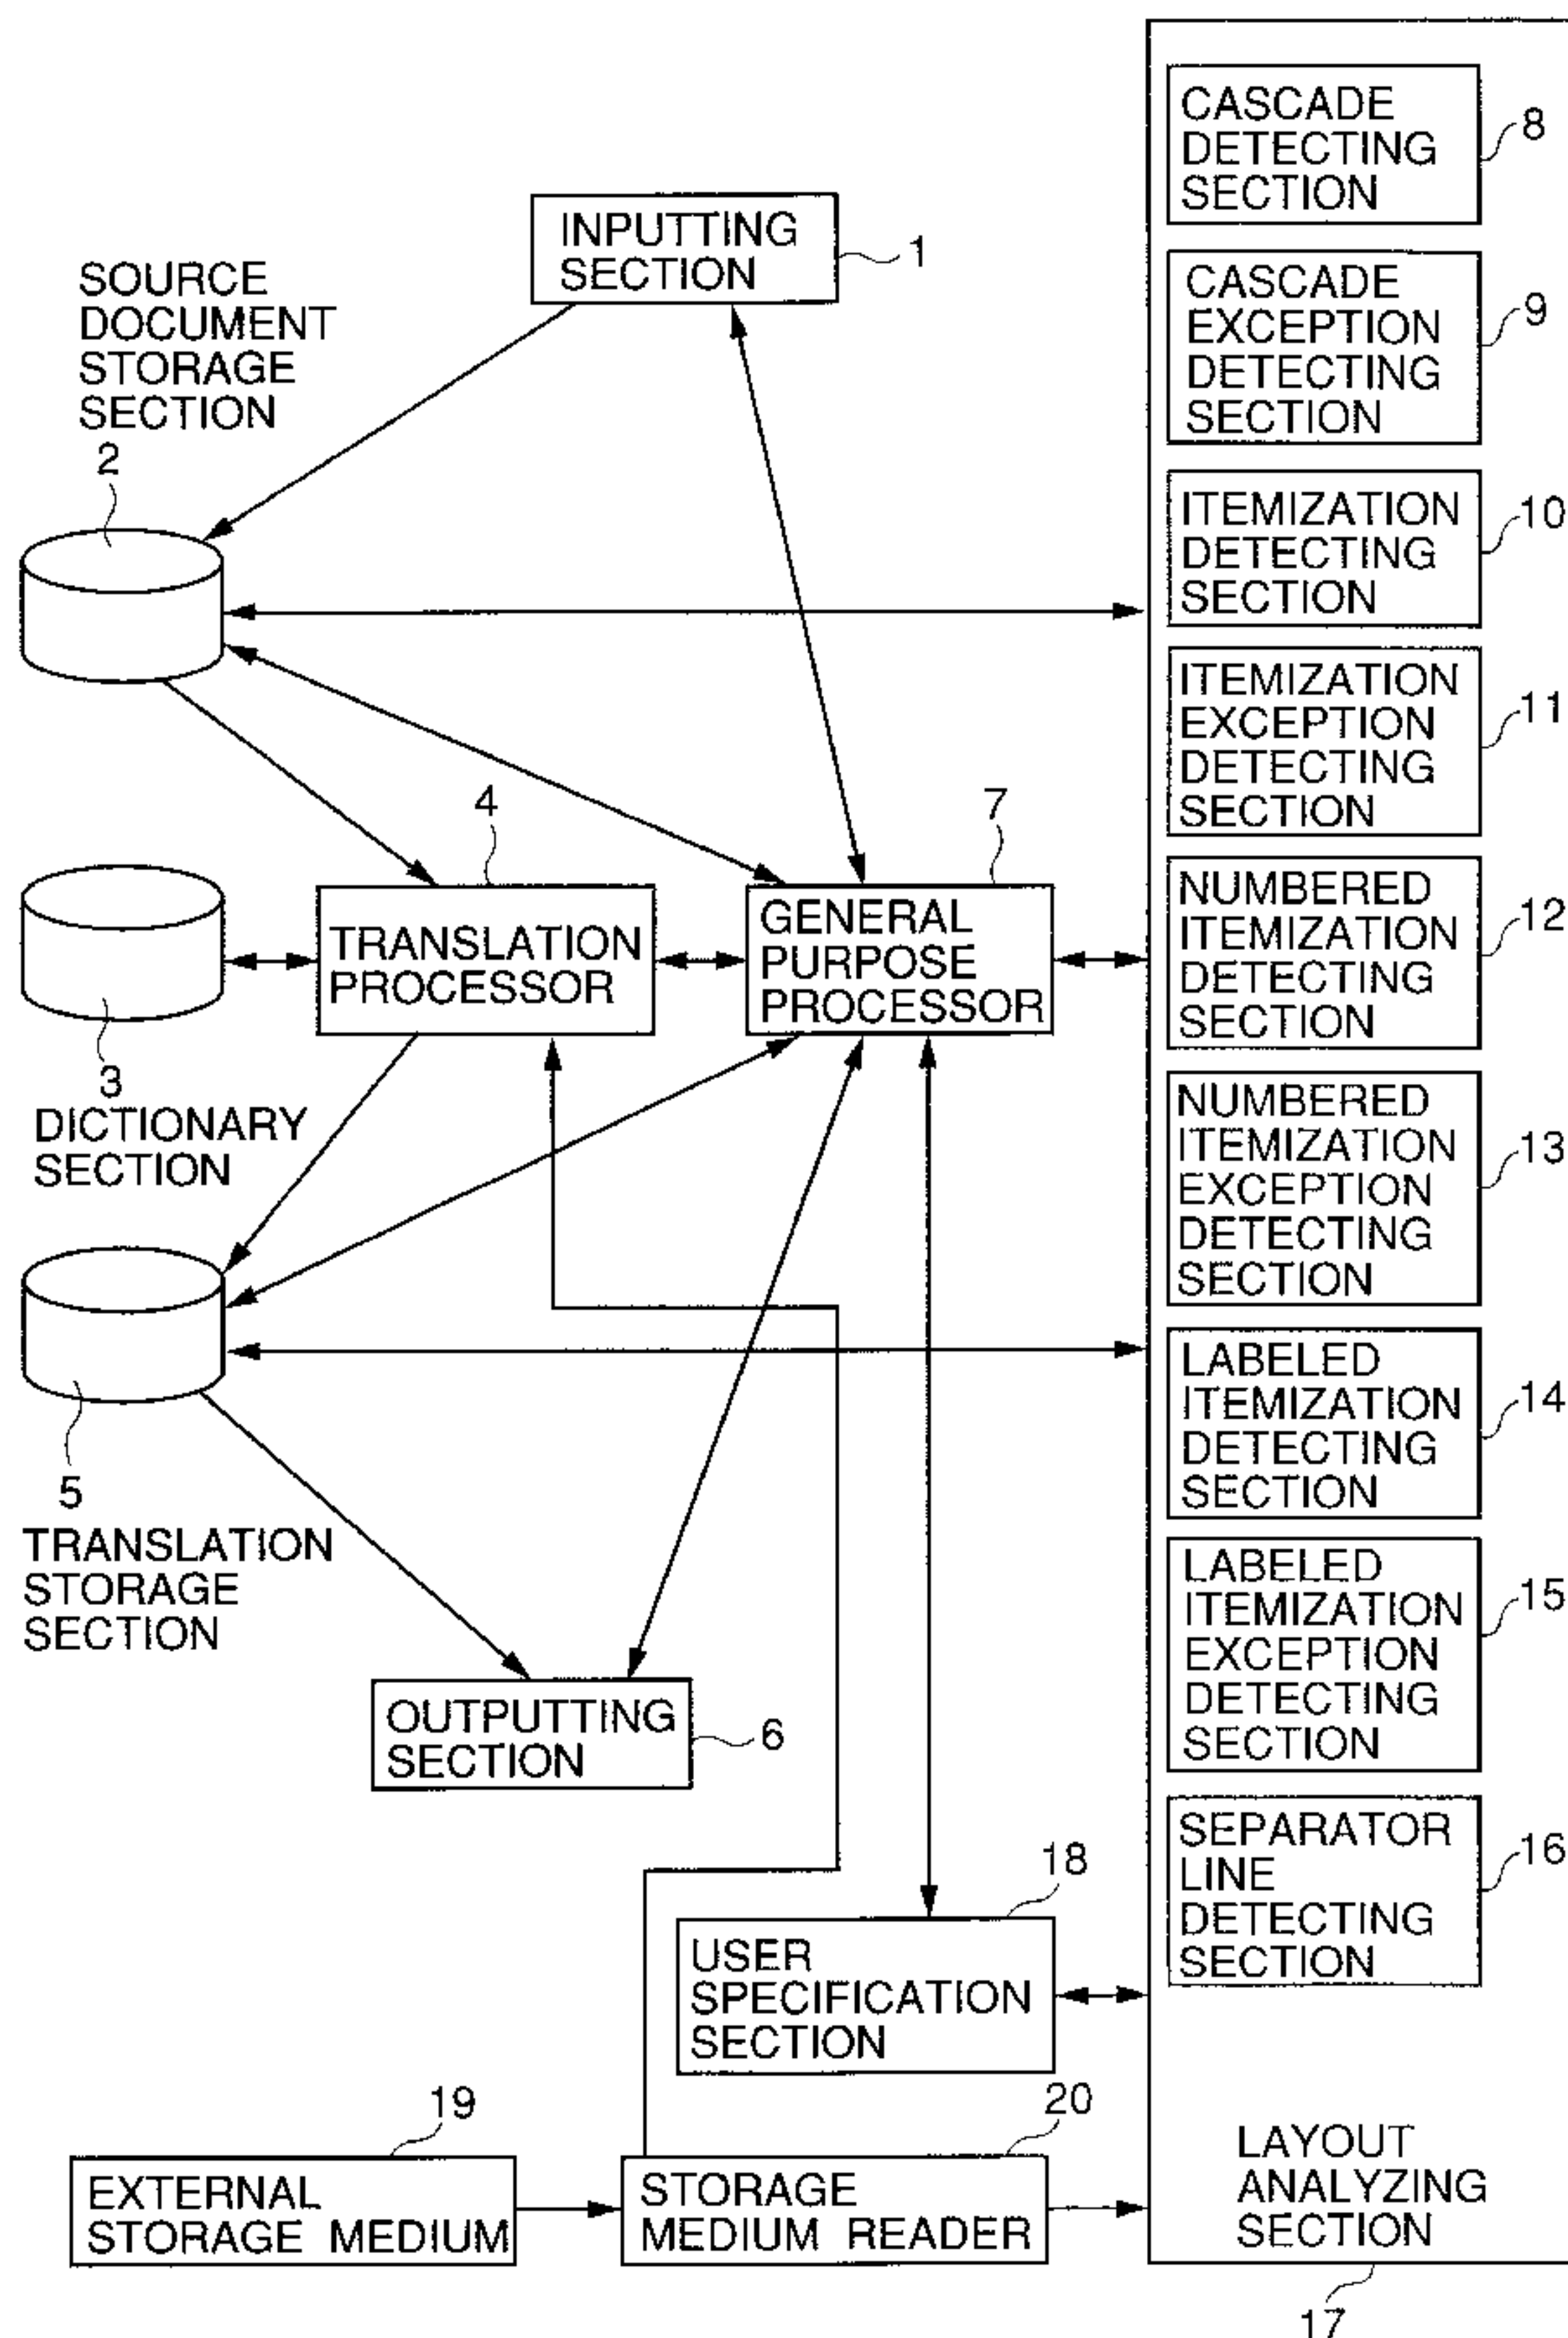 INPUTTING
SECTION
1
SOURCE
DOCUMENT
STORAGE
SECTION
2
4
TRANSLATION
PROCESSOR
7
GENERAL
PURPOSE
PROCESSOR
3
DICTIONARY
SECTION
5
TRANSLATION
STORAGE
SECTION
OUTPUTTING
SECTION
6
18
USER
SPECIFICATION
SECTION
19
EXTERNAL
STORAGE MEDIUM
20
STORAGE
MEDIUM READER
CASCADE
DETECTING
SECTION
8
CASCADE
EXCEPTION
DETECTING
SECTION
9
ITEMIZATION
DETECTING
SECTION
10
ITEMIZATION
EXCEPTION
DETECTING
SECTION
11
NUMBERED
ITEMIZATION
DETECTING
SECTION
12
NUMBERED
ITEMIZATION
EXCEPTION
DETECTING
SECTION
13
LABELED
ITEMIZATION
DETECTING
SECTION
14
LABELED
ITEMIZATION
EXCEPTION
DETECTING
SECTION
15
SEPARATOR
LINE
DETECTING
SECTION
16
LAYOUT
ANALYZING
SECTION
17